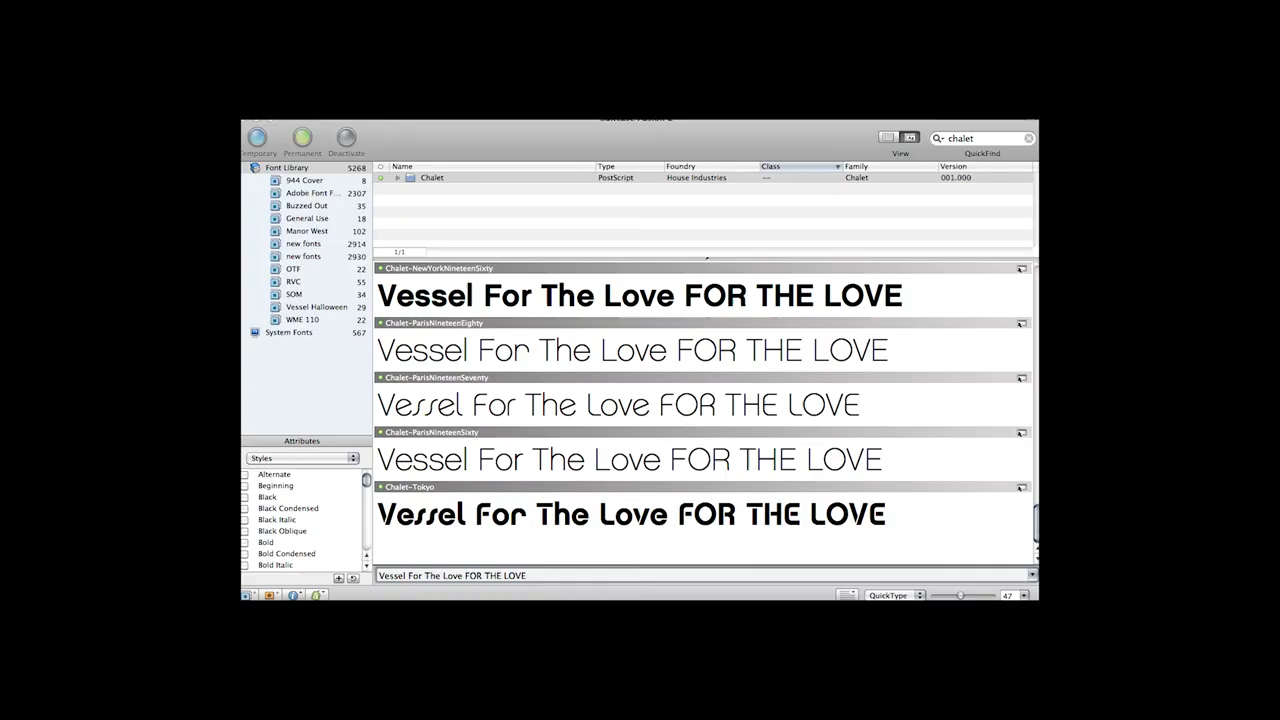 emporary Permanent Deactivate
View
chalet
QuickFind
Font Library 5268
944 Cover 8
Adobe Font F... 2307
Buzzed Out 35
General Use 18
Manor West 102
new fonts 2914
new fonts 2930
OTF 22
RVC 55
SOM 34
Vessel Halloween 29
WME 110 22
System Fonts 567
Attributes
Styles
Alternate
Beginning
Black
Black Condensed
Black Italic
Black Oblique
Bold
Bold Condensed
Bold Italic
Name Type Foundry Class Family Version
Chalet PostScript House Industries -- Chalet 001.000
1/1
Chalet-NewYorkNineteenSixty
Vessel For The Love FOR THE LOVE
Chalet-ParisNineteenEighty
Vessel For The Love FOR THE LOVE
Chalet-ParisNineteenSeventy
Vessel For The Love FOR THE LOVE
Chalet-ParisNineteenSixty
Vessel For The Love FOR THE LOVE
Chalet-Tokyo
Vessel For The Love FOR THE LOVE
Vessel For The Love FOR THE LOVE
QuickType 47